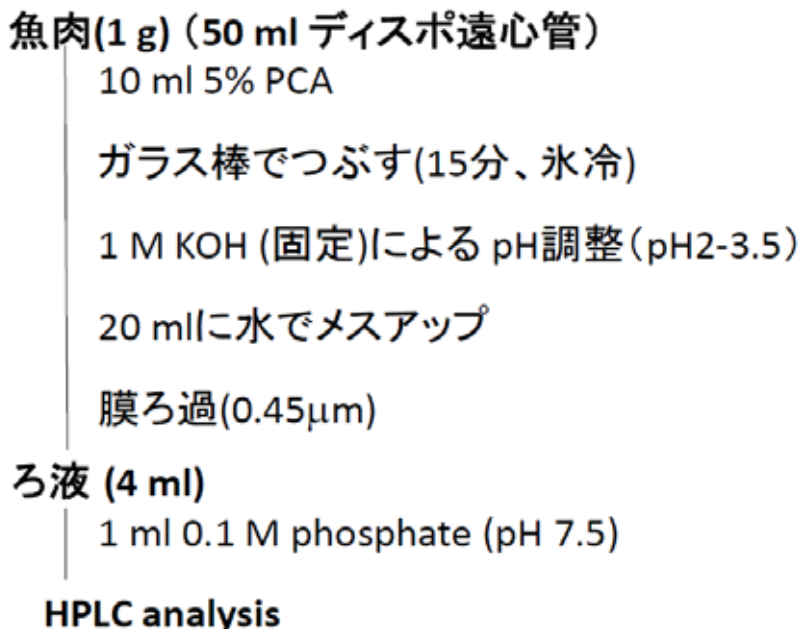 魚肉(1 g)（50 ml ディスポ遠心管）
10 ml 5% PCA
ガラス棒でつぶす(15分、氷冷)
1 M KOH (固定)による pH調整（pH2-3.5）
20 mlに水でメスアップ
膜ろ過(0.45μm)
ろ液 (4 ml)
1 ml 0.1 M phosphate (pH 7.5)
HPLC analysis